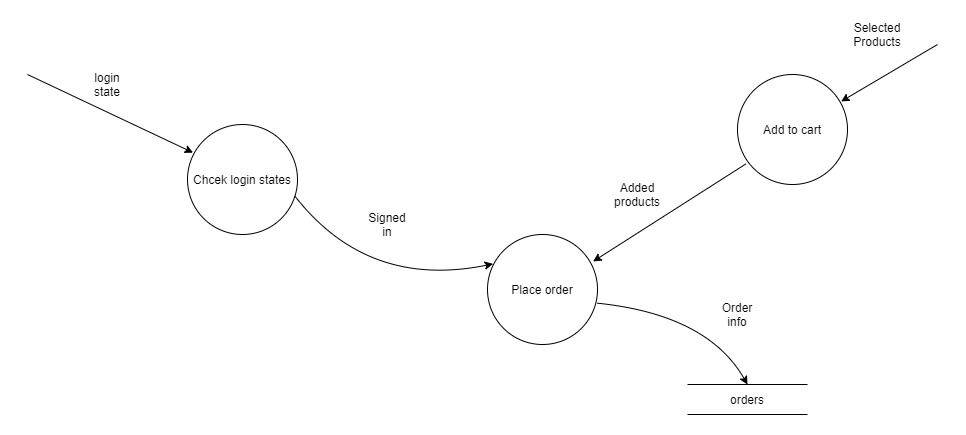 Selected
Products
login
state
Add to cart
Chcek login states
Added
products
Signed
in
Place order
Order
info
orders